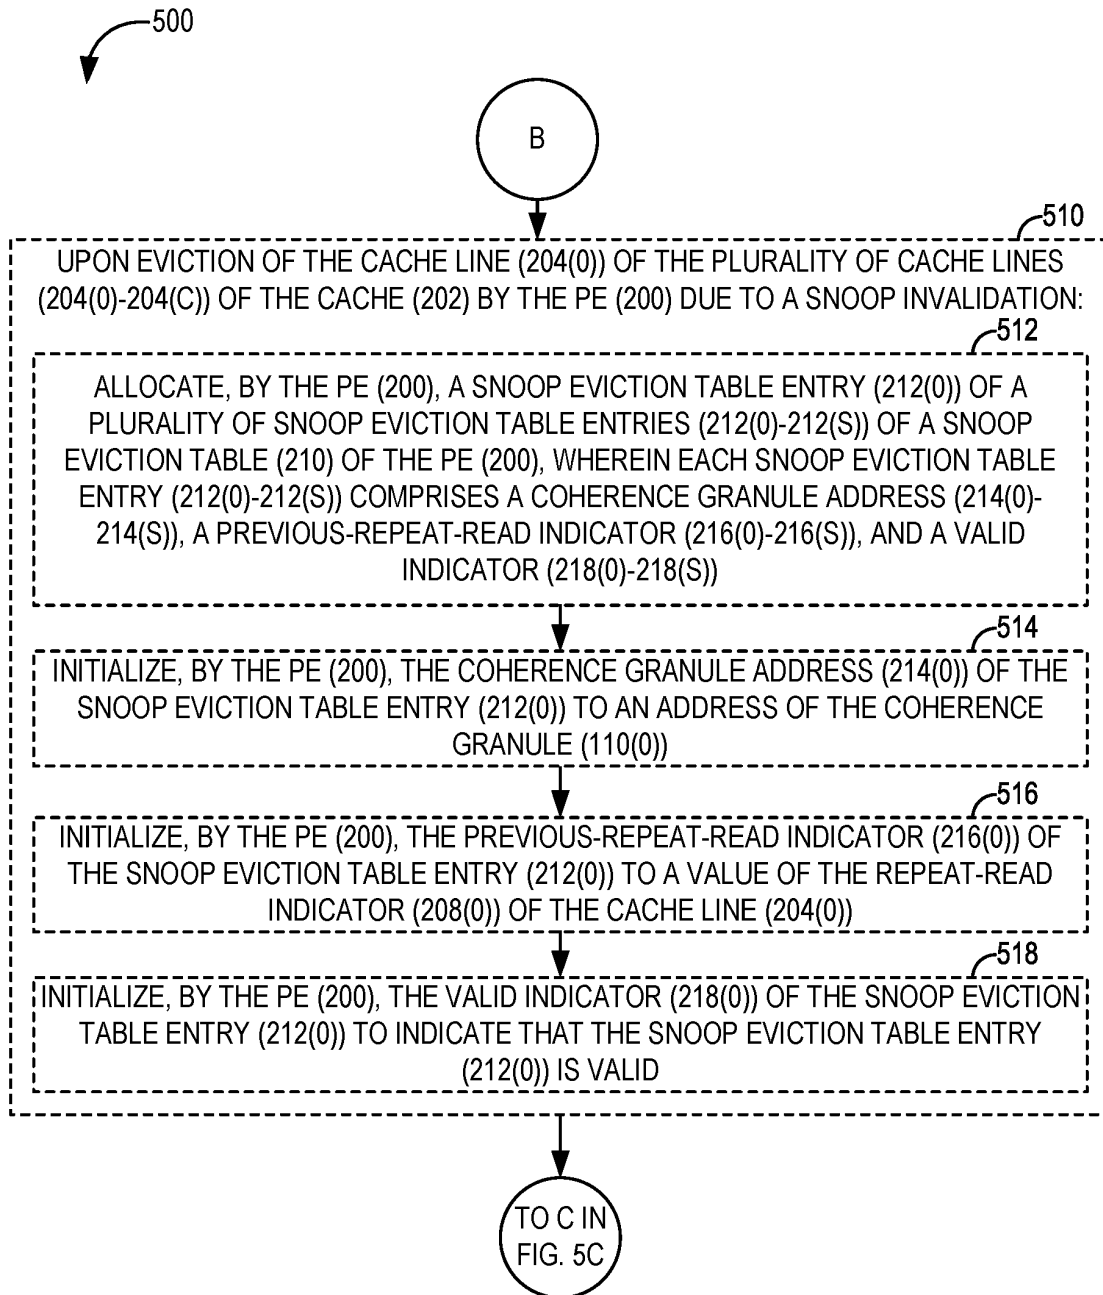 500
B
510
UPON EVICTION OF THE CACHE LINE (204(0)) OF THE PLURALITY OF CACHE LINES
(204(0)-204(C)) OF THE CACHE (202) BY THE PE (200) DUE TO A SNOOP INVALIDATION:
512
ALLOCATE, BY THE PE (200), A SNOOP EVICTION TABLE ENTRY (212(0)) OF A
PLURALITY OF SNOOP EVICTION TABLE ENTRIES (212(0)-212(S)) OF A SNOOP
EVICTION TABLE (210) OF THE PE (200), WHEREIN EACH SNOOP EVICTION TABLE
ENTRY (212(0)-212(S)) COMPRISES A COHERENCE GRANULE ADDRESS (214(0)-
214(S)), A PREVIOUS-REPEAT-READ INDICATOR (216(0)-216(S)), AND A VALID
INDICATOR (218(0)-218(S))
514
INITIALIZE, BY THE PE (200), THE COHERENCE GRANULE ADDRESS (214(0)) OF THE
SNOOP EVICTION TABLE ENTRY (212(0)) TO AN ADDRESS OF THE COHERENCE
GRANULE (110(0))
516
INITIALIZE, BY THE PE (200), THE PREVIOUS-REPEAT-READ INDICATOR (216(0)) OF
THE SNOOP EVICTION TABLE ENTRY (212(0)) TO A VALUE OF THE REPEAT-READ
INDICATOR (208(0)) OF THE CACHE LINE (204(0))
518
INITIALIZE, BY THE PE (200), THE VALID INDICATOR (218(0)) OF THE SNOOP EVICTION
TABLE ENTRY (212(0)) TO INDICATE THAT THE SNOOP EVICTION TABLE ENTRY
(212(0)) IS VALID
TO C IN
FIG. 5C